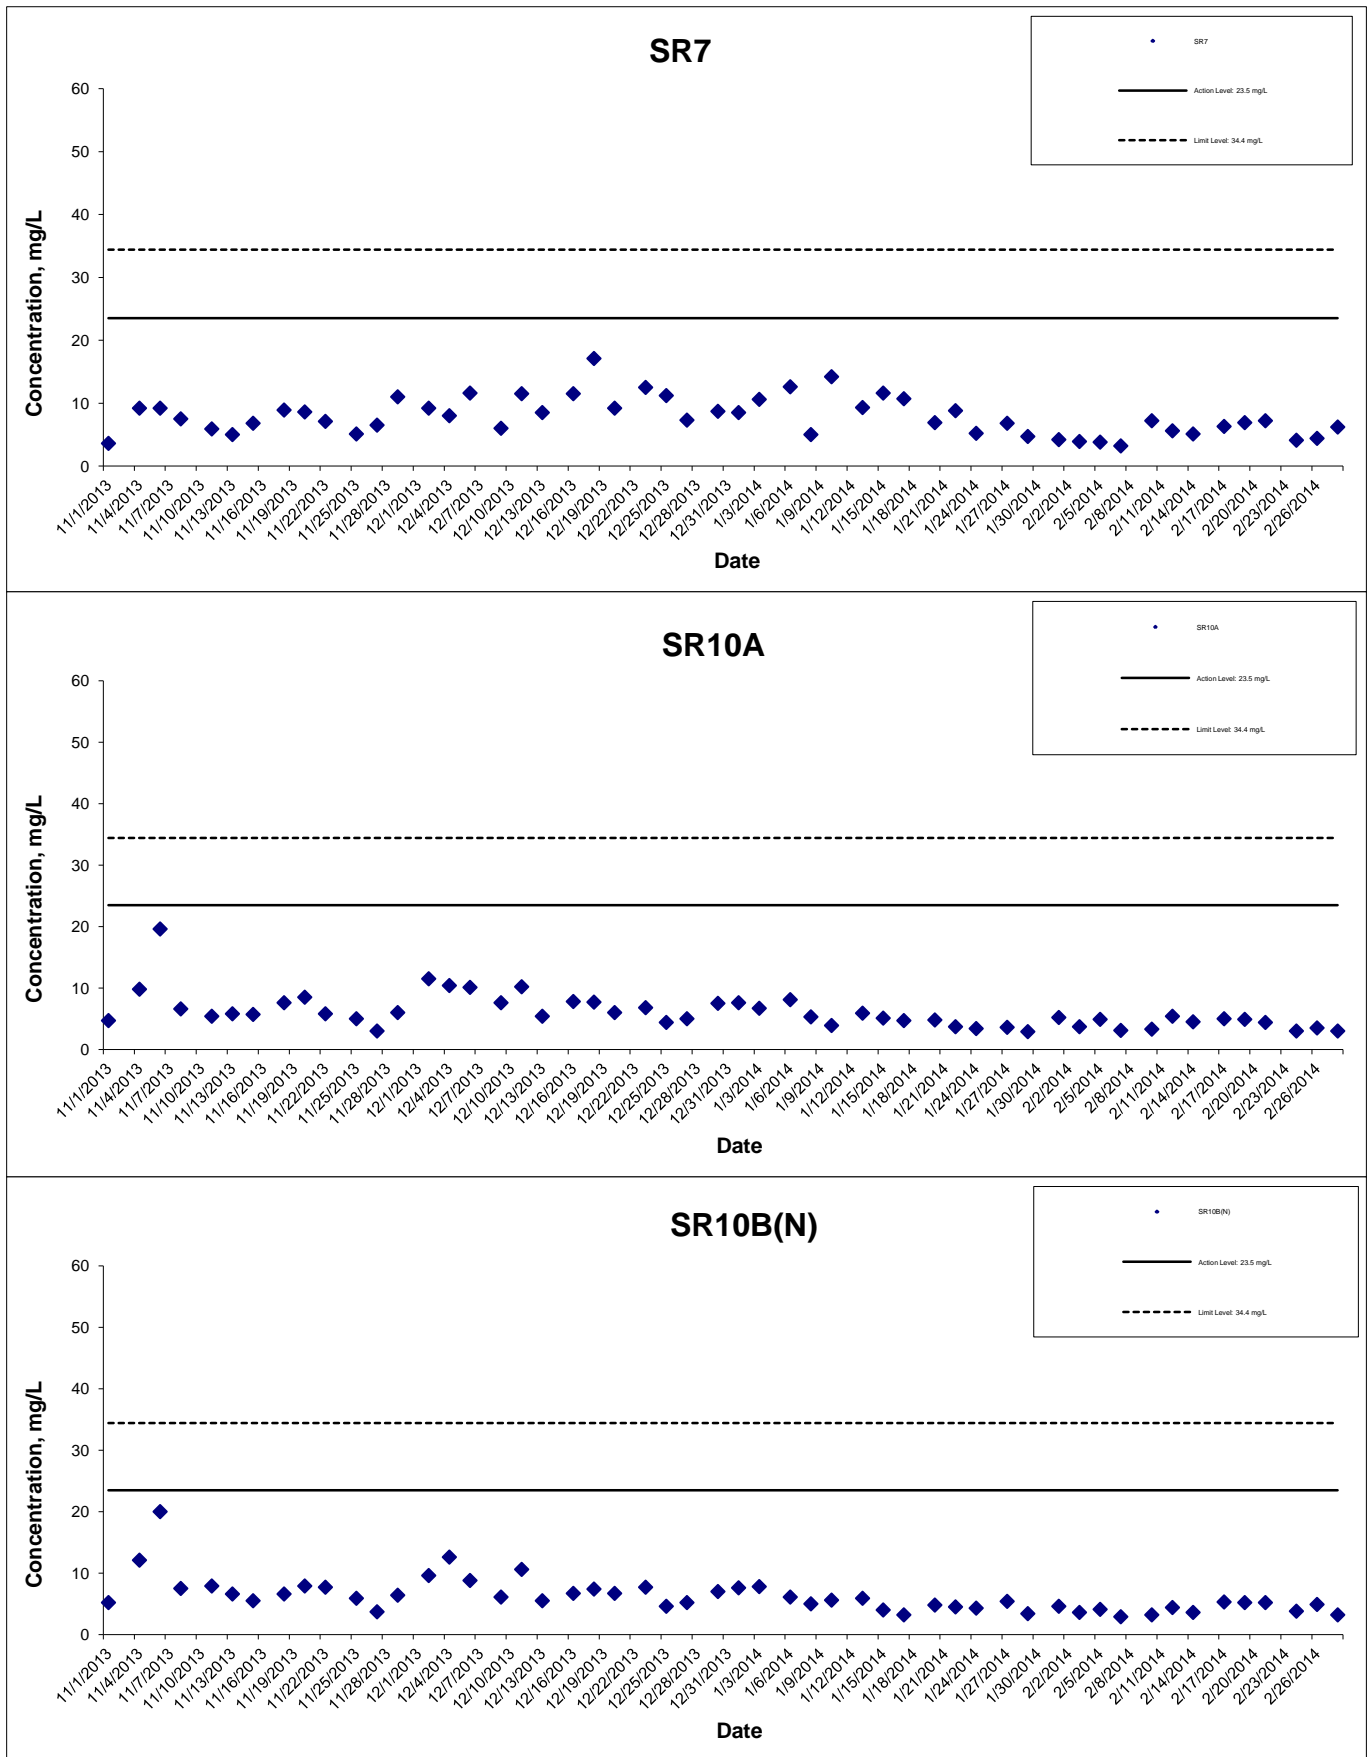 SR7
SR7
Action Level: 23.5 mg/L
Limit Level: 34.4 mg/L
60
50
40
30
20
10
0
Concentration, mg/L
11/1/2013 11/4/2013 11/7/2013 11/10/2013 11/13/2013 11/16/2013 11/19/2013 11/22/2013 11/25/2013 11/28/2013 12/1/2013 12/4/2013 12/7/2013 12/10/2013 12/13/2013 12/16/2013 12/19/2013 12/22/2013 12/25/2013 12/28/2013 12/31/2013 1/3/2014 1/6/2014 1/9/2014 1/12/2014 1/15/2014 1/18/2014 1/21/2014 1/24/2014 1/27/2014 1/30/2014 2/2/2014 2/5/2014 2/8/2014 2/11/2014 2/14/2014 2/17/2014 2/20/2014 2/23/2014 2/26/2014
Date
SR10A
SR10A
Action Level: 23.5 mg/L
Limit Level: 34.4 mg/L
60
50
40
30
20
10
0
Concentration, mg/L
11/1/2013 11/4/2013 11/7/2013 11/10/2013 11/13/2013 11/16/2013 11/19/2013 11/22/2013 11/25/2013 11/28/2013 12/1/2013 12/4/2013 12/7/2013 12/10/2013 12/13/2013 12/16/2013 12/19/2013 12/22/2013 12/25/2013 12/28/2013 12/31/2013 1/3/2014 1/6/2014 1/9/2014 1/12/2014 1/15/2014 1/18/2014 1/21/2014 1/24/2014 1/27/2014 1/30/2014 2/2/2014 2/5/2014 2/8/2014 2/11/2014 2/14/2014 2/17/2014 2/20/2014 2/23/2014 2/26/2014
Date
SR10B(N)
SR10B(N)
Action Level: 23.5 mg/L
Limit Level: 34.4 mg/L
60
50
40
30
20
10
0
Concentration, mg/L
11/1/2013 11/4/2013 11/7/2013 11/10/2013 11/13/2013 11/16/2013 11/19/2013 11/22/2013 11/25/2013 11/28/2013 12/1/2013 12/4/2013 12/7/2013 12/10/2013 12/13/2013 12/16/2013 12/19/2013 12/22/2013 12/25/2013 12/28/2013 12/31/2013 1/3/2014 1/6/2014 1/9/2014 1/12/2014 1/15/2014 1/18/2014 1/21/2014 1/24/2014 1/27/2014 1/30/2014 2/2/2014 2/5/2014 2/8/2014 2/11/2014 2/14/2014 2/17/2014 2/20/2014 2/23/2014 2/26/2014
Date